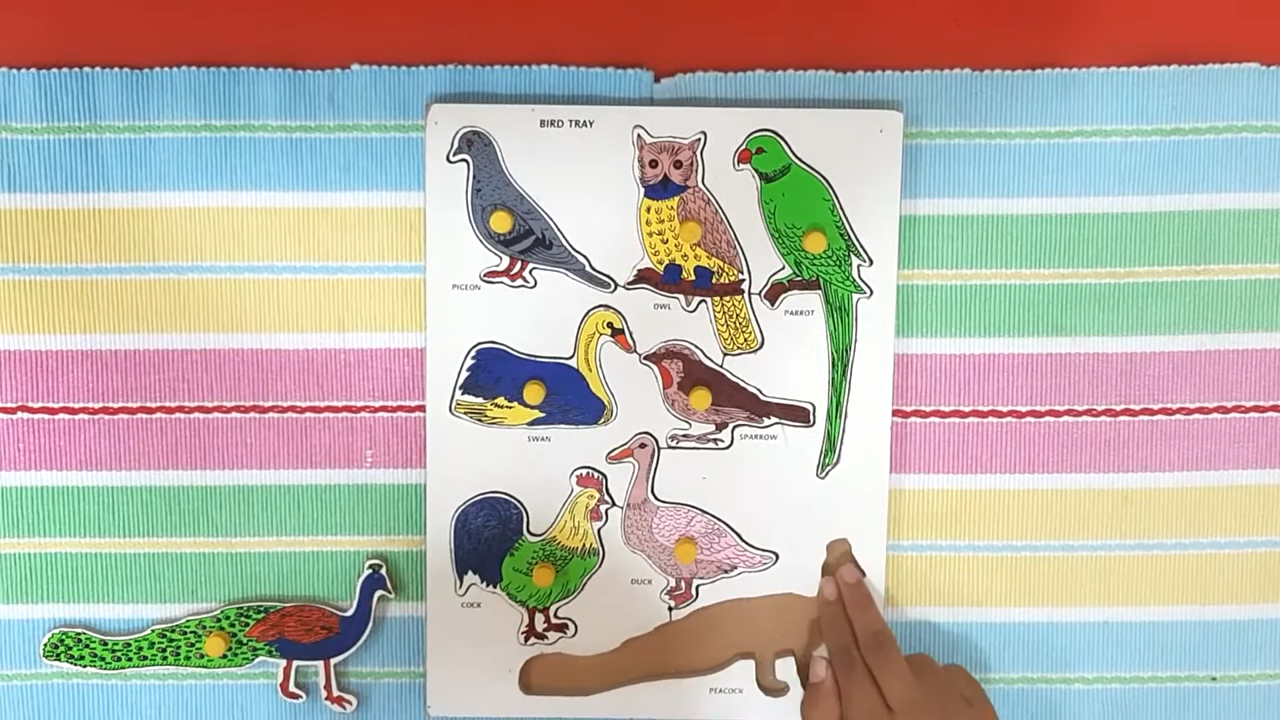 BIRD TRAY
PIGEON
OWL
PARROT
SWAN
SPARROW
COCK
DUCK
PEACOCK